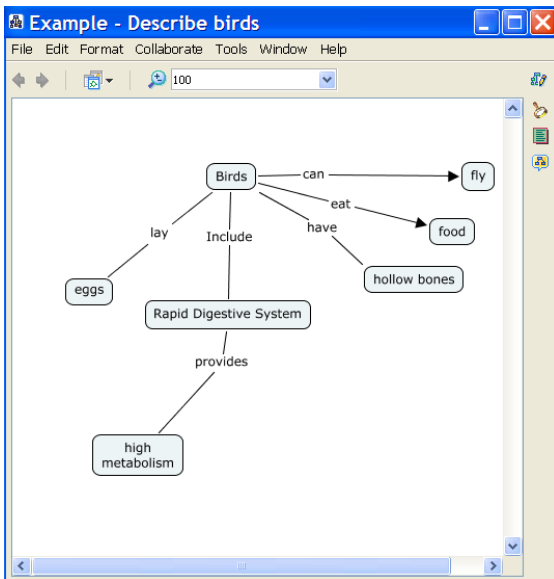 Example - Describe birds
File Edit Format Collaborate Tools Window Help
100
Birds
can
fly
eat
food
have
hollow bones
lay
eggs
Include
Rapid Digestive System
provides
high
metabolism